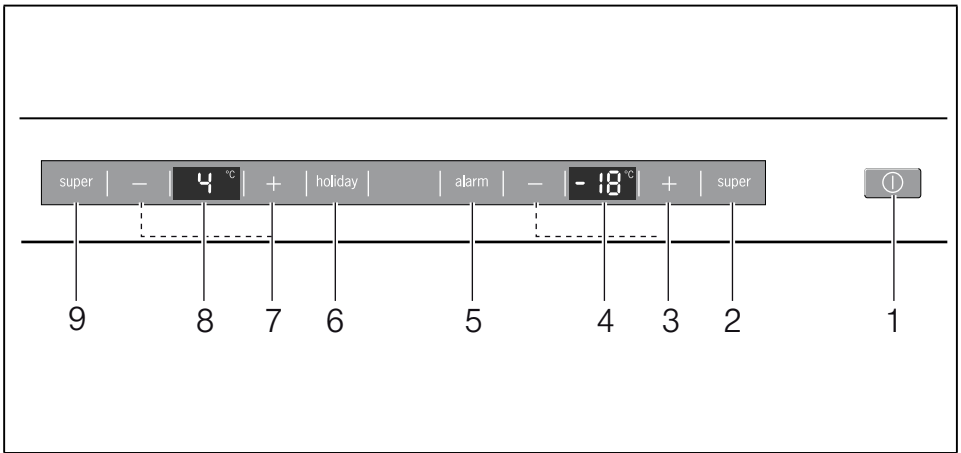 super | − | 4 °C | + | holiday | alarm | − | -18 °C | + | super
9 8 7 6 5 4 3 2 1